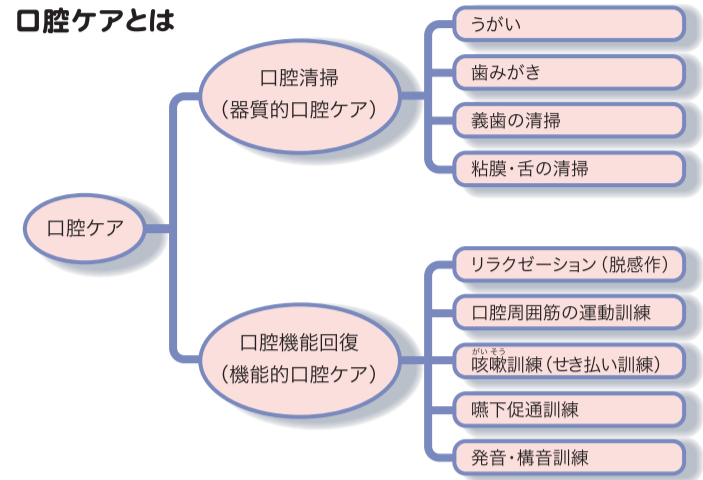 口腔ケアとは
口腔ケア
口腔清掃
（器質的口腔ケア）
うがい
歯みがき
義歯の清掃
粘膜・舌の清掃
口腔機能回復
（機能的口腔ケア）
リラクゼーション（脱感作）
口腔周囲筋の運動訓練
がいそう
咳嗽訓練（せき払い訓練）
嚥下促通訓練
発音・構音訓練